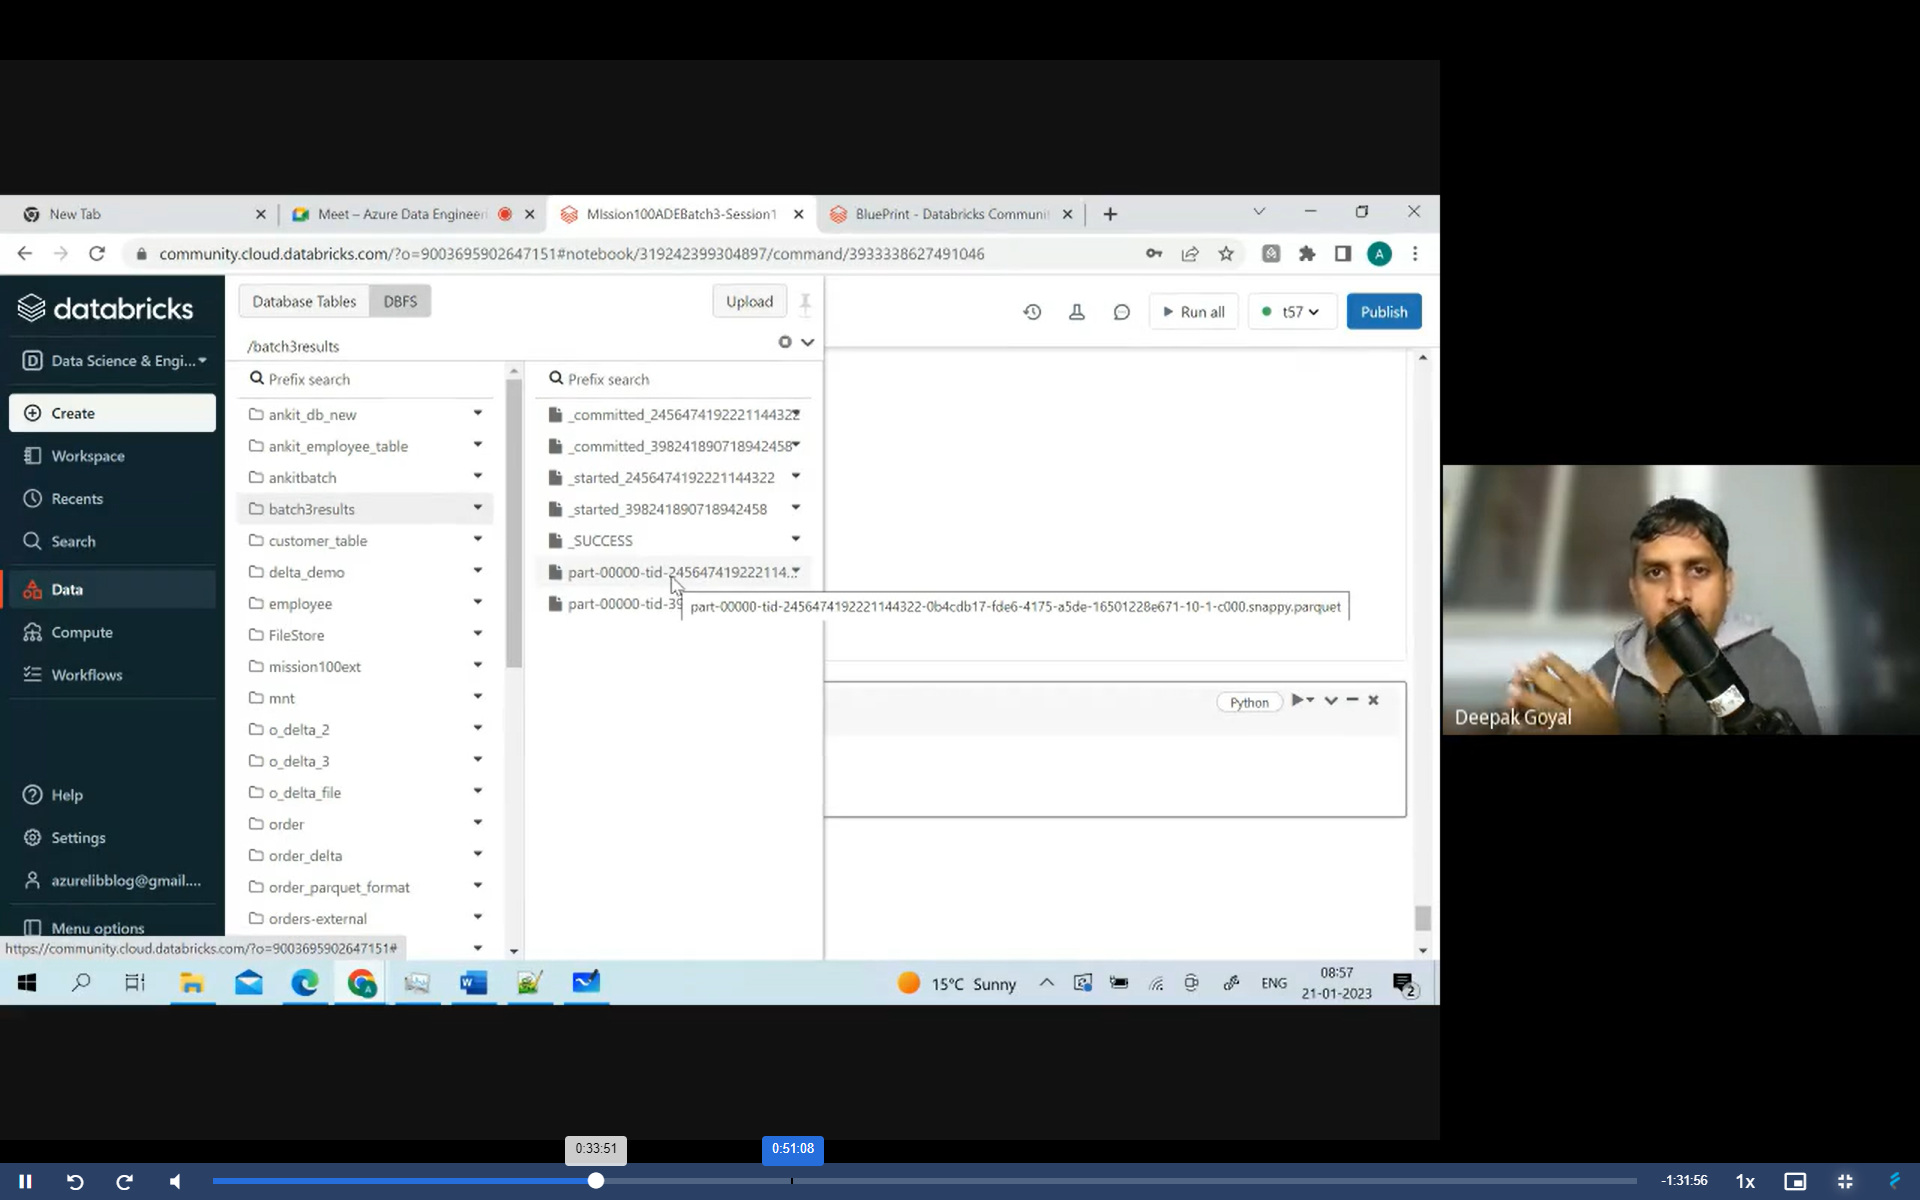 New Tab
Meet – Azure Data Engineeri
MIssion100ADEBatch3-Session1
BluePrint - Databricks Communit
community.cloud.databricks.com/?o=9003695902647151#notebook/319242399304897/command/3933338627491046
A
databricks
D Data Science & Engi...
Create
Workspace
Recents
Search
Data
Compute
Workflows
Help
Settings
azurelibblog@gmail....
Menu options
https://community.cloud.databricks.com/?o=9003695902647151#
Database Tables
DBFS
Upload
/batch3results
Prefix search
ankit_db_new
ankit_employee_table
ankitbatch
batch3results
customer_table
delta_demo
employee
FileStore
mission100ext
mnt
o_delta_2
o_delta_3
o_delta_file
order
order_delta
order_parquet_format
orders-external
Prefix search
_committed_2456474192221144322
_committed_398241890718942458
_started_2456474192221144322
_started_398241890718942458
_SUCCESS
part-00000-tid-245647419222114...
part-00000-tid-39
part-00000-tid-2456474192221144322-0b4cdb17-fde6-4175-a5de-16501228e671-10-1-c000.snappy.parquet
Run all
t57
Publish
Python
15°C Sunny
ENG
08:57
21-01-2023
2
Deepak Goyal
0:33:51
0:51:08
-1:31:56
1x